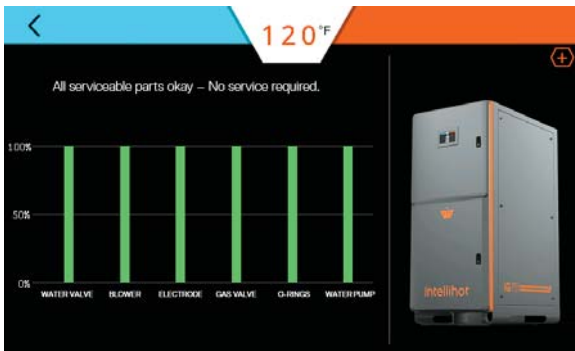 120°F
All serviceable parts okay – No service required.
100%
50%
0%
WATER VALVE BLOWER ELECTRODE GAS VALVE O-RINGS WATER PUMP
intellihot